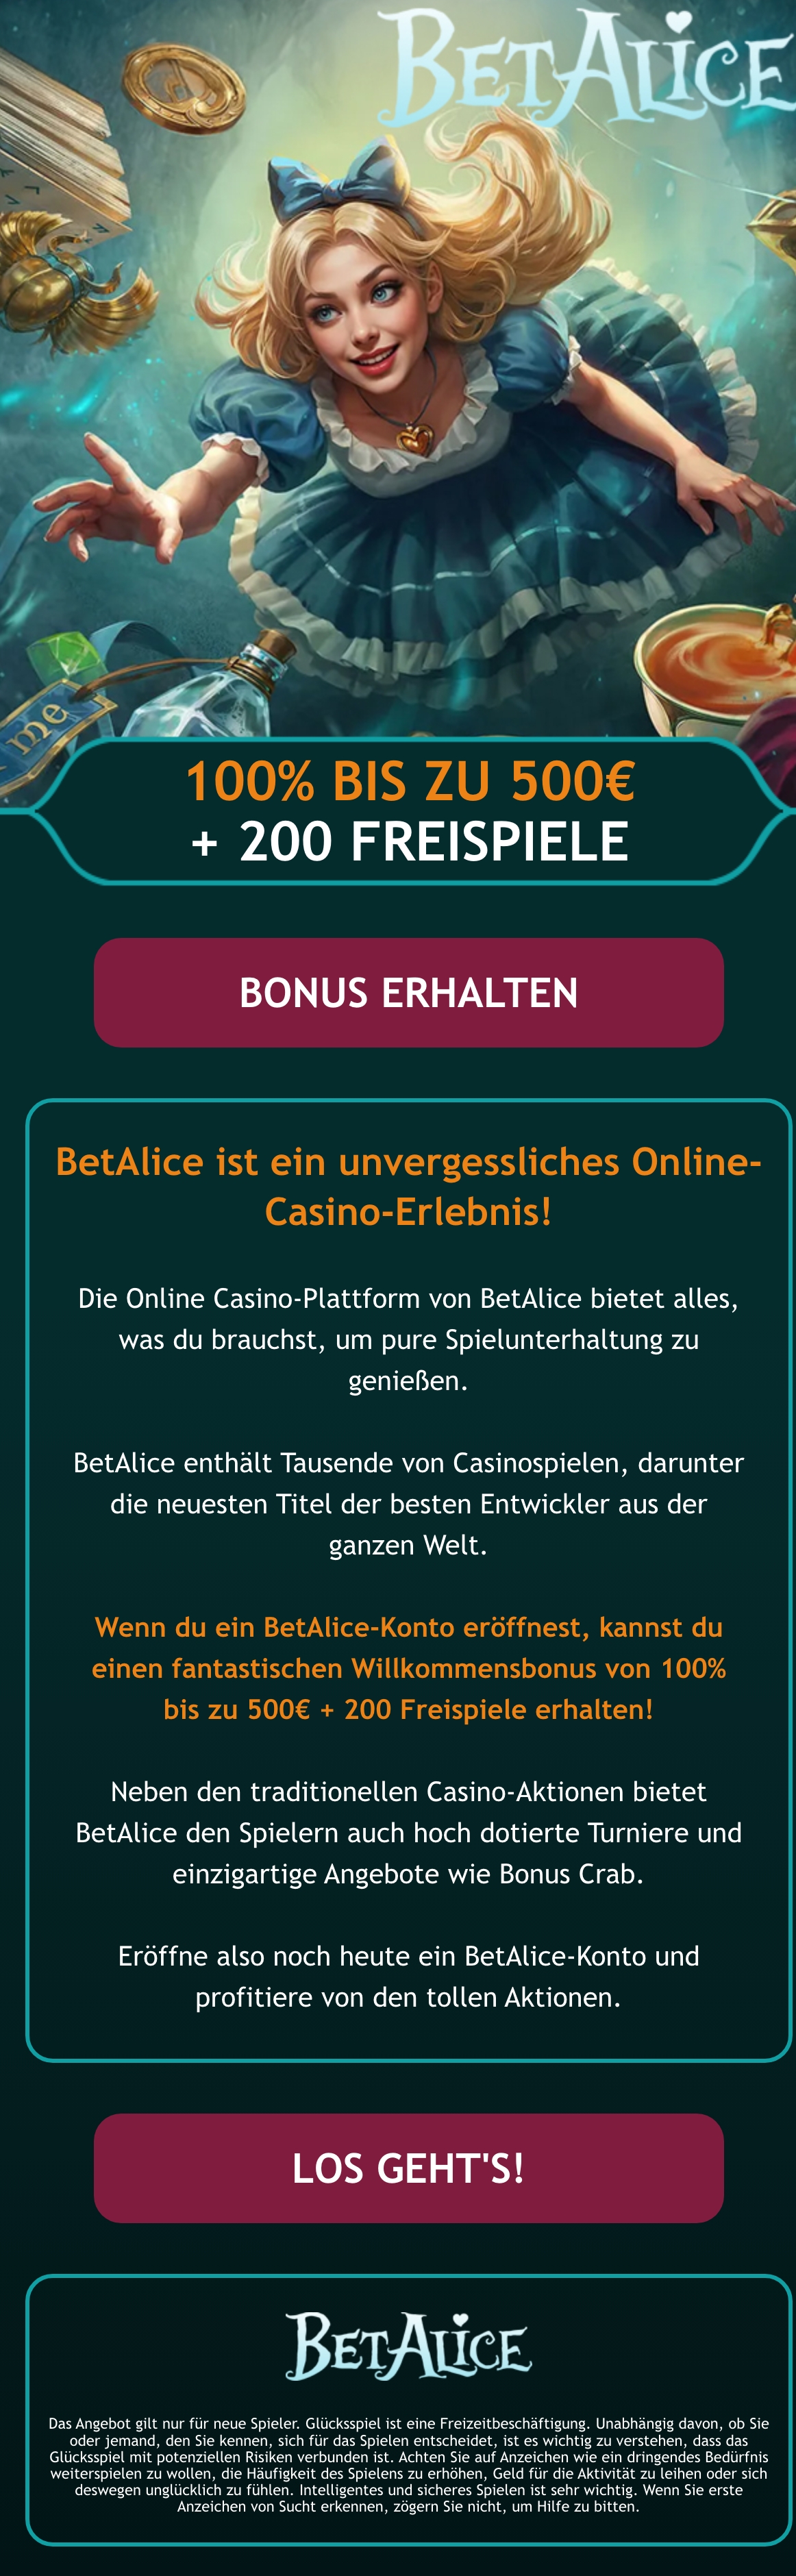 BETALICE
me
100% BIS ZU 500€
+ 200 FREISPIELE
BONUS ERHALTEN
BetAlice ist ein unvergessliches Online-
Casino-Erlebnis!
Die Online Casino-Plattform von BetAlice bietet alles,
was du brauchst, um pure Spielunterhaltung zu
genießen.
BetAlice enthält Tausende von Casinospielen, darunter
die neuesten Titel der besten Entwickler aus der
ganzen Welt.
Wenn du ein BetAlice-Konto eröffnest, kannst du
einen fantastischen Willkommensbonus von 100%
bis zu 500€ + 200 Freispiele erhalten!
Neben den traditionellen Casino-Aktionen bietet
BetAlice den Spielern auch hoch dotierte Turniere und
einzigartige Angebote wie Bonus Crab.
Eröffne also noch heute ein BetAlice-Konto und
profitiere von den tollen Aktionen.
LOS GEHT'S!
BETALICE
Das Angebot gilt nur für neue Spieler. Glücksspiel ist eine Freizeitbeschäftigung. Unabhängig davon, ob Sie
oder jemand, den Sie kennen, sich für das Spielen entscheidet, ist es wichtig zu verstehen, dass das
Glücksspiel mit potenziellen Risiken verbunden ist. Achten Sie auf Anzeichen wie ein dringendes Bedürfnis
weiterspielen zu wollen, die Häufigkeit des Spielens zu erhöhen, Geld für die Aktivität zu leihen oder sich
deswegen unglücklich zu fühlen. Intelligentes und sicheres Spielen ist sehr wichtig. Wenn Sie erste
Anzeichen von Sucht erkennen, zögern Sie nicht, um Hilfe zu bitten.